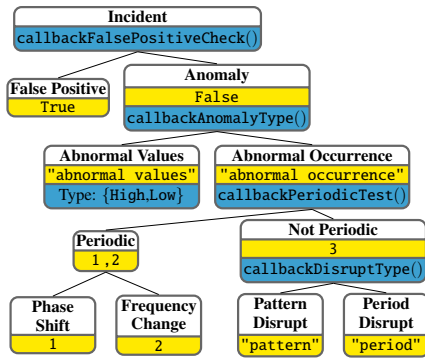 Incident
callbackFalsePositiveCheck()
False Positive
True
Anomaly
False
callbackAnomalyType()
Abnormal Values
"abnormal values"
Type: {High,Low}
Abnormal Occurrence
"abnormal occurrence"
callbackPeriodicTest()
Periodic
1,2
Not Periodic
3
callbackDisruptType()
Phase
Shift
1
Frequency
Change
2
Pattern
Disrupt
"pattern"
Period
Disrupt
"period"